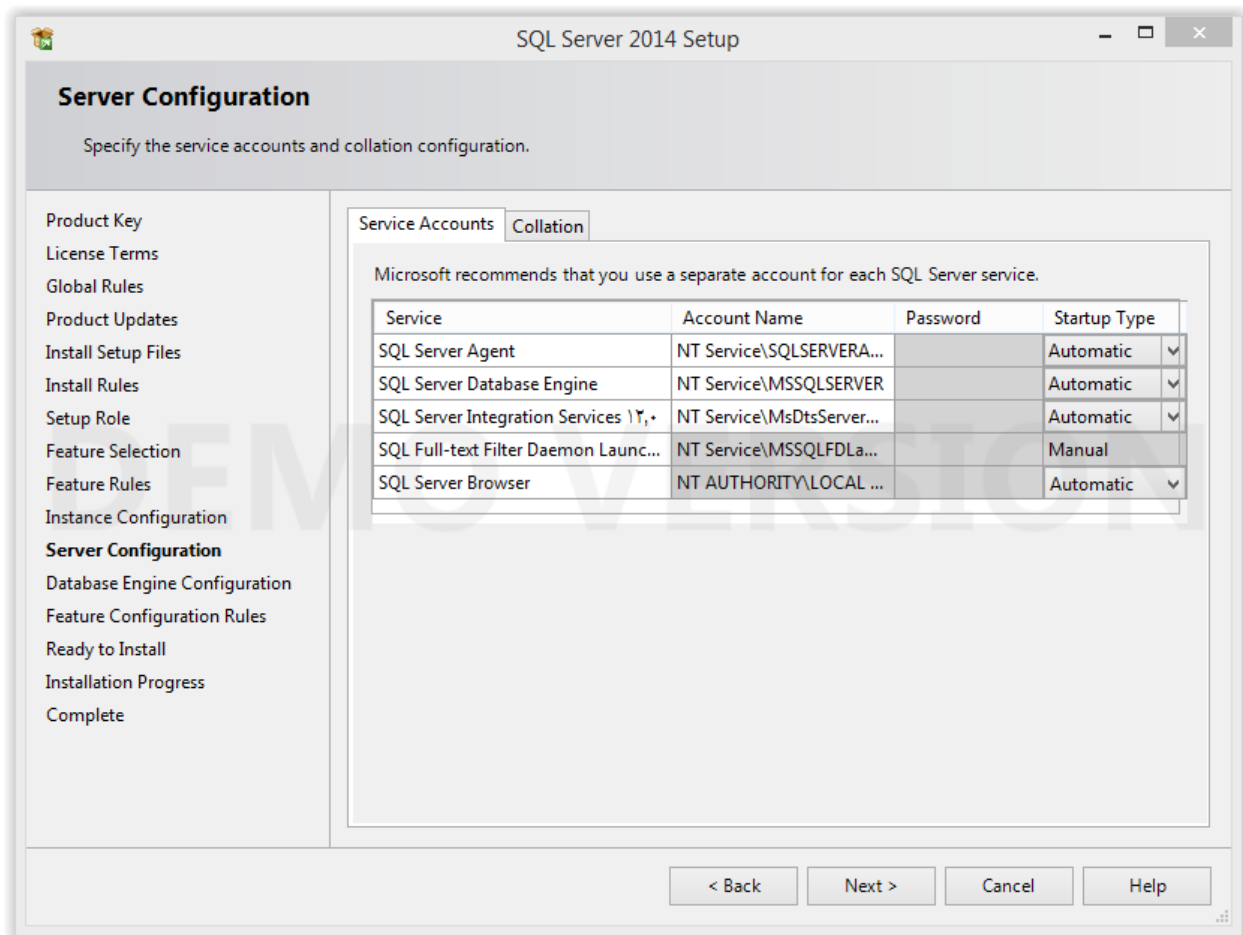 SQL Server 2014 Setup
Server Configuration
Specify the service accounts and collation configuration.
Product Key
License Terms
Global Rules
Product Updates
Install Setup Files
Install Rules
Setup Role
Feature Selection
Feature Rules
Instance Configuration
Server Configuration
Database Engine Configuration
Feature Configuration Rules
Ready to Install
Installation Progress
Complete
Service Accounts Collation
Microsoft recommends that you use a separate account for each SQL Server service.
Service Account Name Password Startup Type
SQL Server Agent NT Service\SQLSERVERA... Automatic
SQL Server Database Engine NT Service\MSSQLSERVER Automatic
SQL Server Integration Services ١٢,٠ NT Service\MsDtsServer... Automatic
SQL Full-text Filter Daemon Launc... NT Service\MSSQLFDLa... Manual
SQL Server Browser NT AUTHORITY\LOCAL ... Automatic
DEMO VERSION
< Back Next > Cancel Help